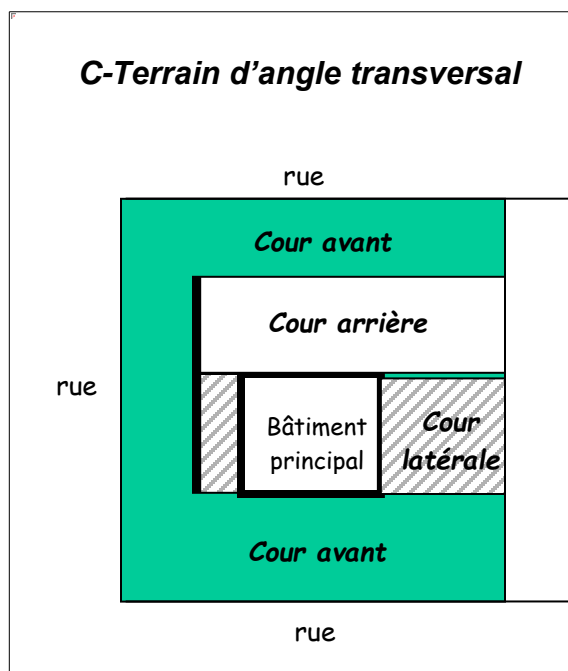 C-Terrain d'angle transversal
rue
Cour avant
Cour arrière
rue
Bâtiment
principal
Cour
latérale
Cour avant
rue